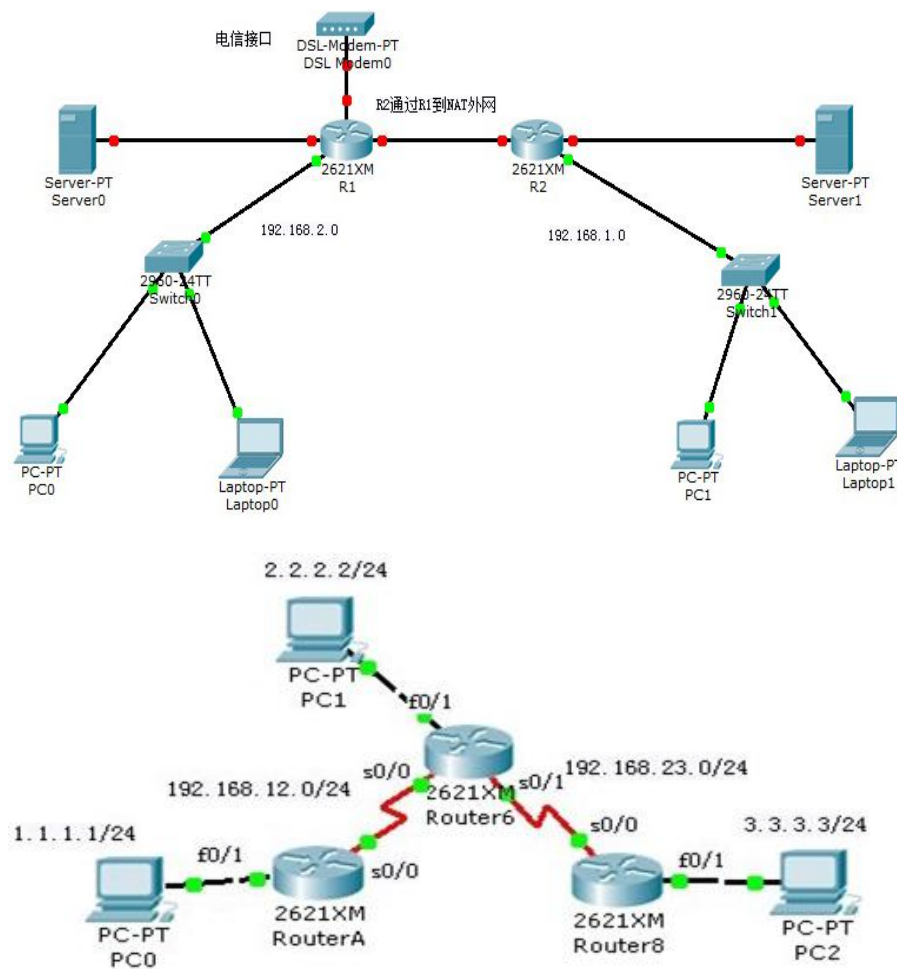 电信接口
DSL-Modem-PT
DSL Modem0
R2通过R1到NAT外网
Server-PT
Server0
2621XM
R1
2621XM
R2
Server-PT
Server1
192.168.2.0
192.168.1.0
2960-24TT
Switch0
2960-24TT
Switch1
PC-PT
PC0
Laptop-PT
Laptop0
PC-PT
PC1
Laptop-PT
Laptop1
2.2.2.2/24
PC-PT
PC1
f0/1
s0/0
s0/1
192.168.12.0/24
192.168.23.0/24
2621XM
Router6
1.1.1.1/24
f0/1
s0/0
s0/0
f0/1
3.3.3.3/24
PC-PT
PC0
2621XM
RouterA
2621XM
Router8
PC-PT
PC2